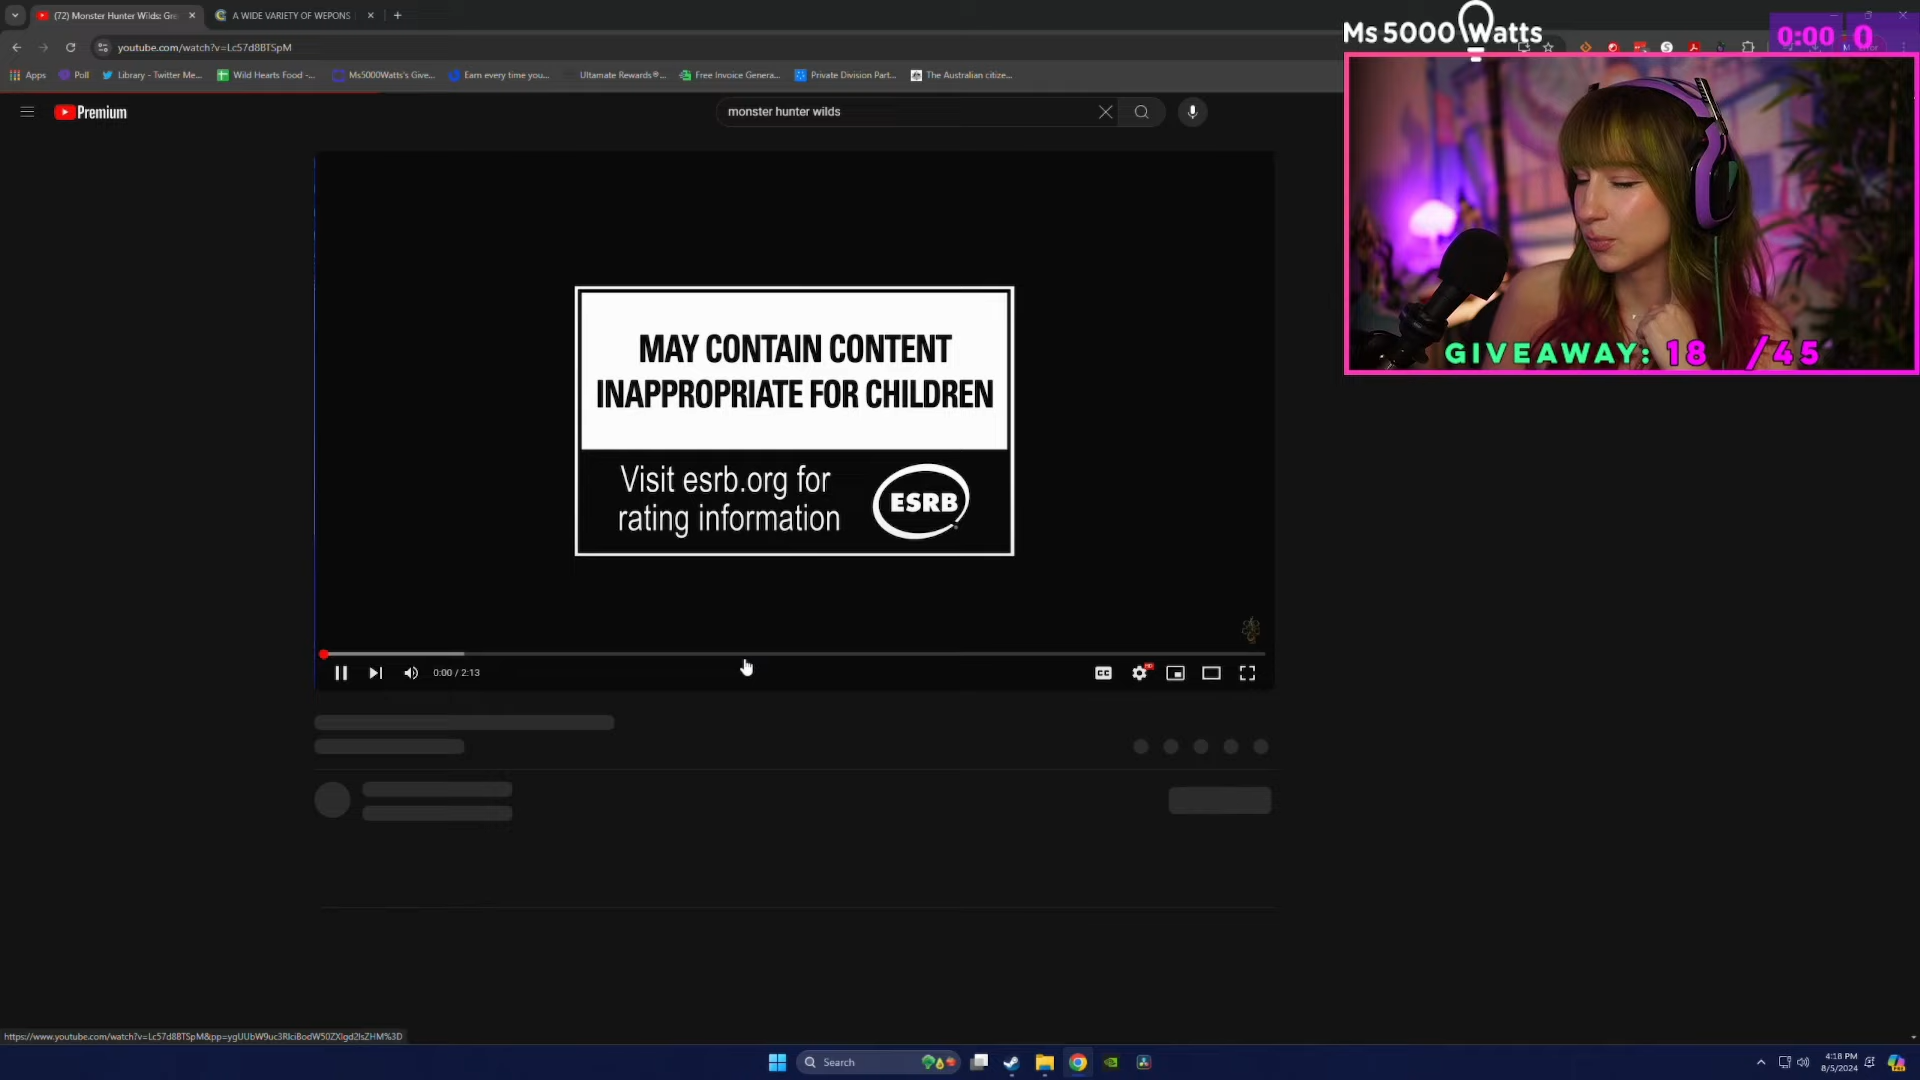 (72) Monster Hunter Wilds: Gre
A WIDE VARIETY OF WEPONS
youtube.com/watch?v=Lc57d8BTSpM
Apps
Poll
Library - Twitter Me...
Wild Hearts Food -...
Ms5000Watts's Give...
Earn every time you...
Ultamate Rewards®...
Free Invoice Genera...
Private Division Part...
The Australian citize...
Premium
monster hunter wilds
Ms 5000 Watts
0:00
0
GIVEAWAY: 18 /45
MAY CONTAIN CONTENT
INAPPROPRIATE FOR CHILDREN
Visit esrb.org for
rating information
ESRB
0:00 / 2:13
CC
HD
Search
4:18 PM
8/5/2024